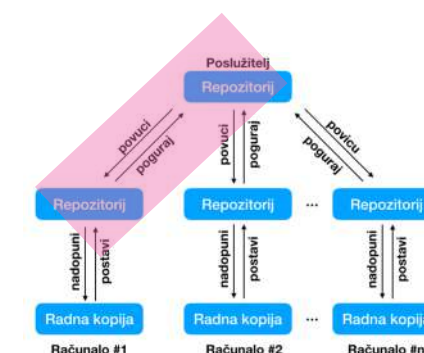 Poslužitelj
Repozitorij
povuci
poguraj
povuci
poguraj
povicu
poguraj
Repozitorij
Repozitorij
...
Repozitorij
nadopuni
postavi
nadopuni
postavi
nadopuni
postavi
Radna kopija
Radna kopija
...
Radna kopija
Računalo #1
Računalo #2
Računalo #n